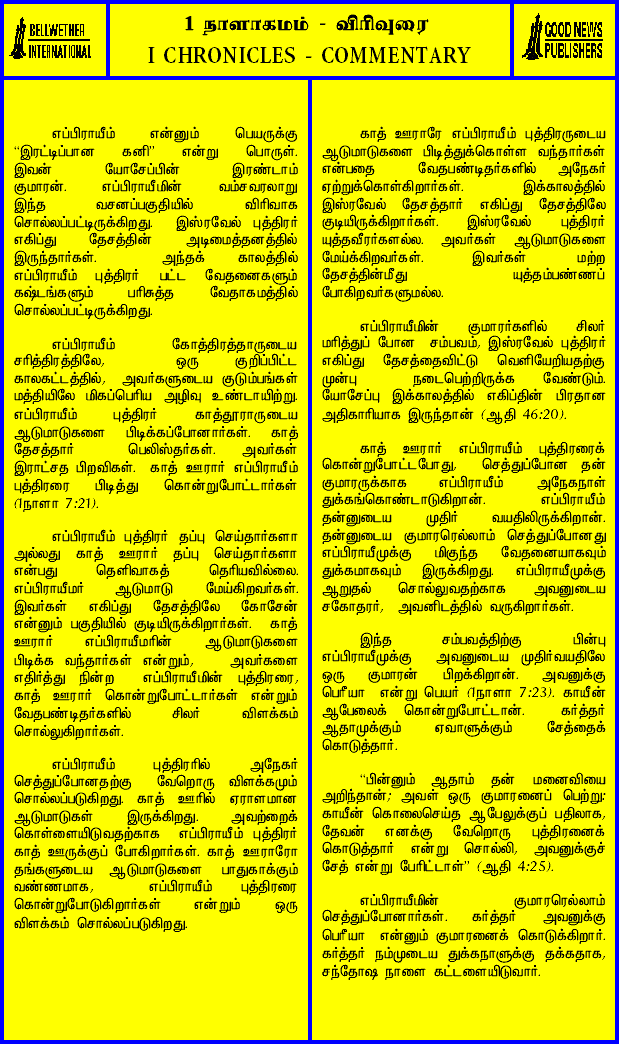 BELLWETHER
INTERNATIONAL
1 நாளாகமம் - விரிவுரை
I CHRONICLES - COMMENTARY
GOOD NEWS
PUBLISHERS
எப்பிராயீம் என்னும் பெயருக்கு
“இரட்டிப்பான கனி” என்று பொருள்.
இவன் யோசேப்பின் இரண்டாம்
குமாரன். எப்பிராயீமின் வம்சவரலாறு
இந்த வசனப்பகுதியில் விரிவாக
சொல்லப்பட்டிருக்கிறது. இஸ்ரவேல் புத்திரர்
எகிப்து தேசத்தின் அடிமைத்தனத்தில்
இருந்தார்கள். அந்தக் காலத்தில்
எப்பிராயீம் புத்திரர் பட்ட வேதனைகளும்
கஷ்டங்களும் பரிசுத்த வேதாகமத்தில்
சொல்லப்பட்டிருக்கிறது.
எப்பிராயீம் கோத்திரத்தாருடைய
சரித்திரத்திலே, ஒரு குறிப்பிட்ட
காலகட்டத்தில், அவர்களுடைய குடும்பங்கள்
மத்தியிலே மிகப்பெரிய அழிவு உண்டாயிற்று.
எப்பிராயீம் புத்திரர் காத்தூராருடைய
ஆடுமாடுகளை பிடிக்கப்போனார்கள். காத்
தேசத்தார் பெலிஸ்தர்கள். அவர்கள்
இராட்சத பிறவிகள். காத் ஊரார் எப்பிராயீம்
புத்திரரை பிடித்து கொன்றுபோட்டார்கள்
(1நாளா 7:21).
எப்பிராயீம் புத்திரர் தப்பு செய்தார்களா
அல்லது காத் ஊரார் தப்பு செய்தார்களா
என்பது தெளிவாகத் தெரியவில்லை.
எப்பிராயீமர் ஆடுமாடு மேய்கிறவர்கள்.
இவர்கள் எகிப்து தேசத்திலே கோசேன்
என்னும் பகுதியில் குடியிருக்கிறார்கள். காத்
ஊரார் எப்பிராயீமரின் ஆடுமாடுகளை
பிடிக்க வந்தார்கள் என்றும், அவர்களை
எதிர்த்து நின்ற எப்பிராயீமின் புத்திரரை,
காத் ஊரார் கொன்றுபோட்டார்கள் என்றும்
வேதபண்டிதர்களில் சிலர் விளக்கம்
சொல்லுகிறார்கள்.
எப்பிராயீம் புத்திரரில் அநேகர்
செத்துப்போனதற்கு வேறொரு விளக்கமும்
சொல்லப்படுகிறது. காத் ஊரில் ஏராளமான
ஆடுமாடுகள் இருக்கிறது. அவற்றைக்
கொள்ளையிடுவதற்காக எப்பிராயீம் புத்திரர்
காத் ஊருக்குப் போகிறார்கள். காத் ஊராரோ
தங்களுடைய ஆடுமாடுகளை பாதுகாக்கும்
வண்ணமாக, எப்பிராயீம் புத்திரரை
கொன்றுபோடுகிறார்கள் என்றும் ஒரு
விளக்கம் சொல்லப்படுகிறது.
காத் ஊராரே எப்பிராயீம் புத்திரருடைய
ஆடுமாடுகளை பிடித்துக்கொள்ள வந்தார்கள்
என்பதை வேதபண்டிதர்களில் அநேகர்
ஏற்றுக்கொள்கிறார்கள். இக்காலத்தில்
இஸ்ரவேல் தேசத்தார் எகிப்து தேசத்திலே
குடியிருக்கிறார்கள். இஸ்ரவேல் புத்திரர்
யுத்தவீரர்களல்ல. அவர்கள் ஆடுமாடுகளை
மேய்க்கிறவர்கள். இவர்கள் மற்ற
தேசத்தின்மீது யுத்தம்பண்ணப்
போகிறவர்களுமல்ல.
எப்பிராயீமின் குமாரர்களில் சிலர்
மரித்துப் போன சம்பவம், இஸ்ரவேல் புத்திரர்
எகிப்து தேசத்தைவிட்டு வெளியேறியதற்கு
முன்பு நடைபெற்றிருக்க வேண்டும்.
யோசேப்பு இக்காலத்தில் எகிப்தின் பிரதான
அதிகாரியாக இருந்தான் (ஆதி 46:20).
காத் ஊரார் எப்பிராயீம் புத்திரரைக்
கொன்றுபோட்டபோது, செத்துப்போன தன்
குமாரருக்காக எப்பிராயீம் அநேகநாள்
துக்கங்கொண்டாடுகிறான். எப்பிராயீம்
தன்னுடைய முதிர் வயதிலிருக்கிறான்.
தன்னுடைய குமாரரெல்லாம் செத்துப்போனது
எப்பிராயீமுக்கு மிகுந்த வேதனையாகவும்
துக்கமாகவும் இருக்கிறது. எப்பிராயீமுக்கு
ஆறுதல் சொல்லுவதற்காக அவனுடைய
சகோதரர், அவனிடத்தில் வருகிறார்கள்.
இந்த சம்பவத்திற்கு பின்பு
எப்பிராயீமுக்கு அவனுடைய முதிர்வயதிலே
ஒரு குமாரன் பிறக்கிறான். அவனுக்கு
பெரீயா என்று பெயர் (1நாளா 7:23). காயீன்
ஆபேலைக் கொன்றுபோட்டான். கர்த்தர்
ஆதாமுக்கும் ஏவாளுக்கும் சேத்தைக்
கொடுத்தார்.
“பின்னும் ஆதாம் தன் மனைவியை
அறிந்தான்; அவள் ஒரு குமாரனைப் பெற்று:
காயீன் கொலைசெய்த ஆபேலுக்குப் பதிலாக,
தேவன் எனக்கு வேறொரு புத்திரனைக்
கொடுத்தார் என்று சொல்லி, அவனுக்குச்
சேத் என்று பேரிட்டாள்” (ஆதி 4:25).
எப்பிராயீமின் குமாரரெல்லாம்
செத்துப்போனார்கள். கர்த்தர் அவனுக்கு
பெரீயா என்னும் குமாரனைக் கொடுக்கிறார்.
கர்த்தர் நம்முடைய துக்கநாளுக்கு தக்கதாக,
சந்தோஷ நாளை கட்டளையிடுவார்.